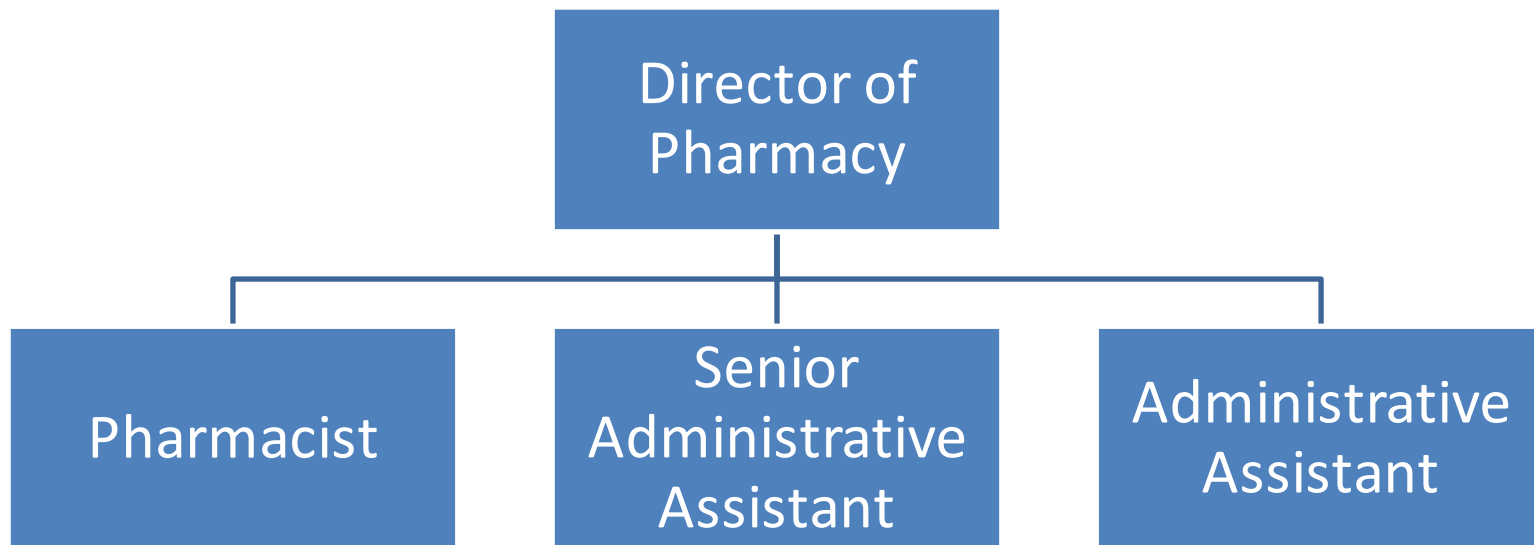 Director of
Pharmacy
Pharmacist
Senior
Administrative
Assistant
Administrative
Assistant